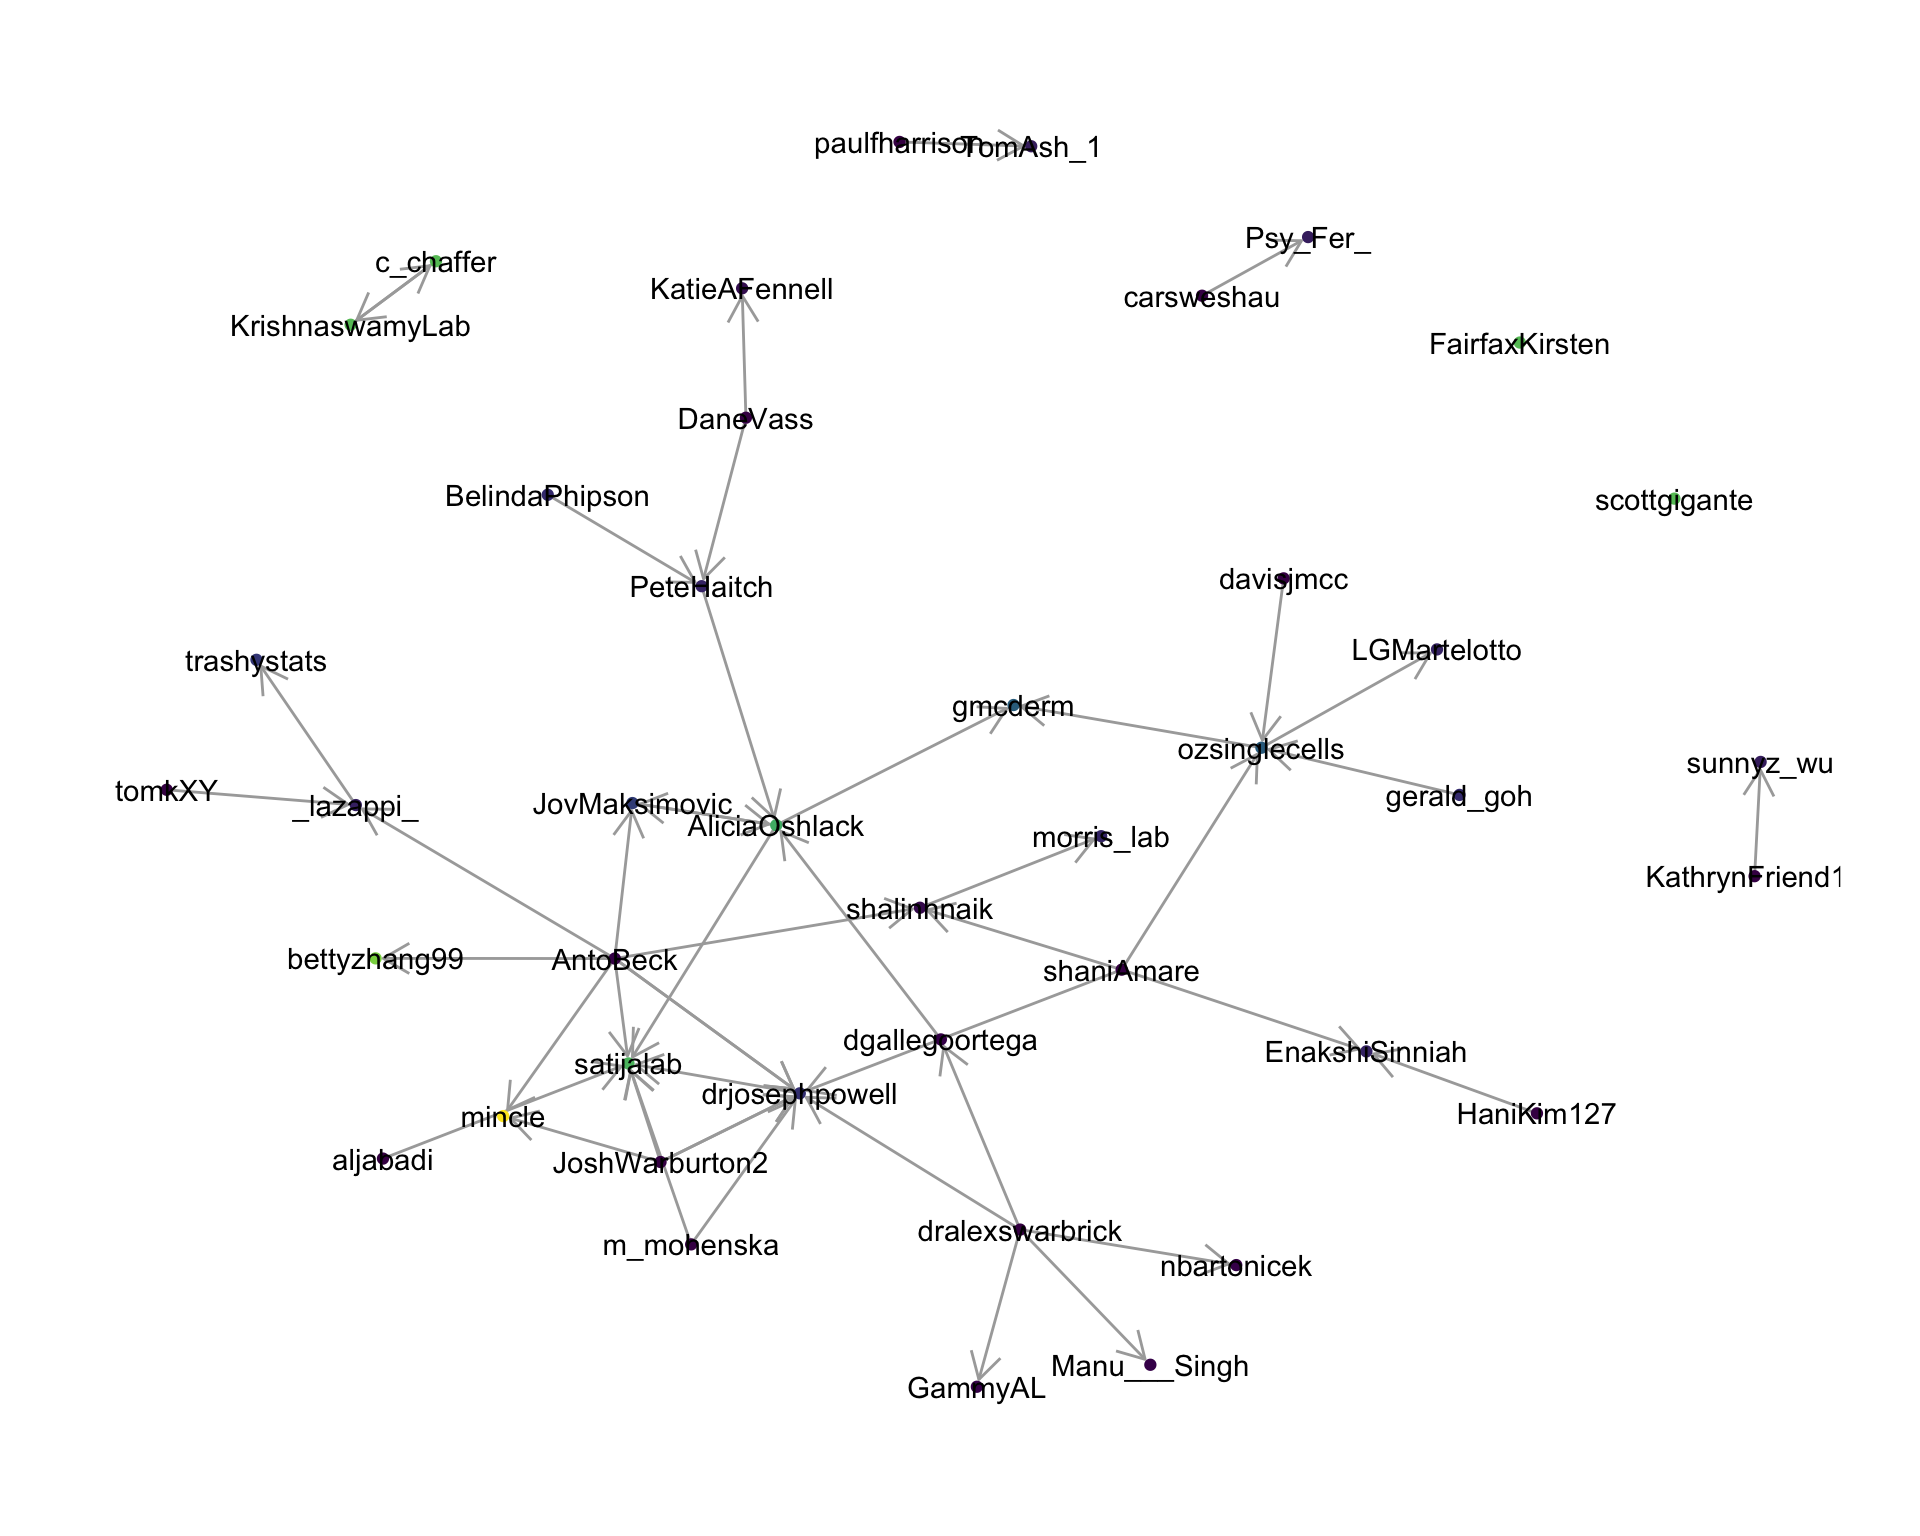 paulfharrison
TomAsh_1
Psy_Fer_
c_chaffer
KatieAFennell
carsweshau
KrishnaswamyLab
FairfaxKirsten
DaneVass
BelindaPhipson
scottgigante
davisjmcc
PeteHaitch
LGMartelotto
trashystats
gmcderm
ozsinglecells
sunnyz_wu
tomkXY
gerald_goh
_lazappi_
JovMaksimovic
AliciaOshlack
morris_lab
KathrynFriend1
shalinhnaik
bettyzhang99
AntoBeck
shaniAmare
dgallegoortega
EnakshiSinniah
satijalab
drjosephpowell
mincle
HaniKim127
aljabadi
JoshWarburton2
dralexswarbrick
m_mohenska
nbartonicek
Manu___Singh
GammyAL